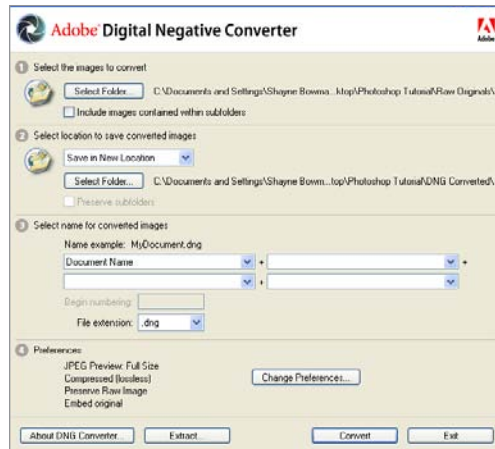 Adobe® Digital Negative Converter
Adobe
1 Select the images to convert
Select Folder... C:\Documents and Settings\Shayne Bowma...ktop\Photoshop Tutorial\Raw Originals\
Include images contained within subfolders
2 Select location to save converted images
Save in New Location
Select Folder... C:\Documents and Settings\Shayne Bowm...top\Photoshop Tutorial\DNG Converted\
Preserve subfolders
3 Select name for converted images
Name example: MyDocument.dng
Document Name + +
+
Begin numbering:
File extension: .dng
4 Preferences
JPEG Preview: Full Size
Compressed (lossless)
Preserve Raw Image
Embed original
Change Preferences...
About DNG Converter... Extract... Convert Exit